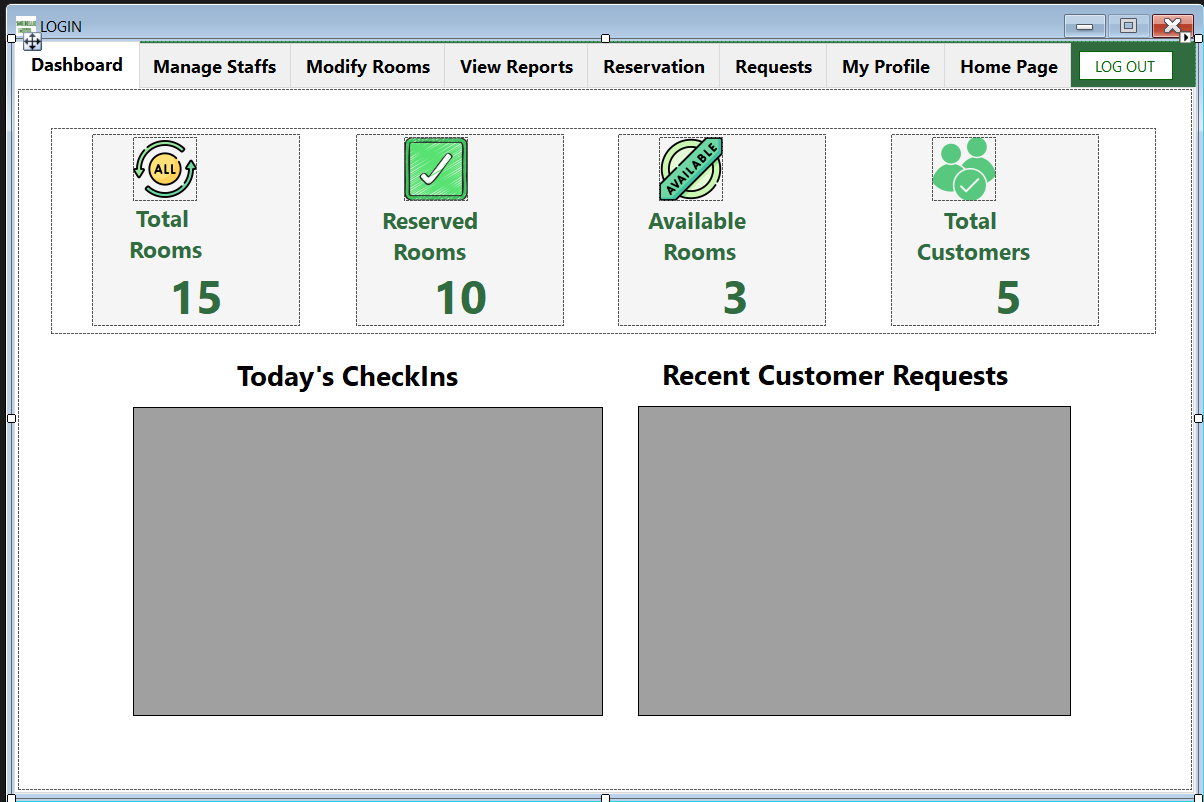 LOGIN
Dashboard Manage Staffs Modify Rooms View Reports Reservation Requests My Profile Home Page LOG OUT
ALL
Total
Rooms
15
Reserved
Rooms
10
AVAILABLE
Available
Rooms
3
Total
Customers
5
Today's CheckIns
Recent Customer Requests